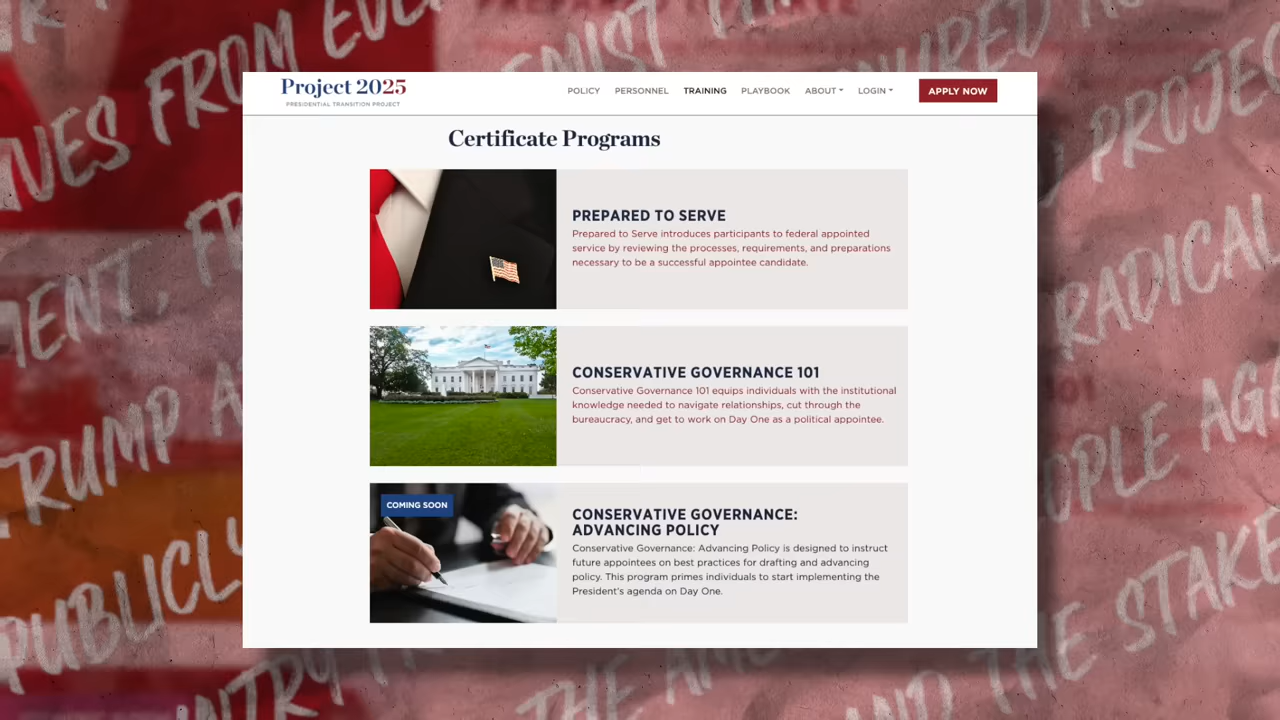 Project 2025
PRESIDENTIAL TRANSITION PROJECT
POLICY PERSONNEL TRAINING PLAYBOOK ABOUT LOGIN APPLY NOW
Certificate Programs
PREPARED TO SERVE
Prepared to Serve introduces participants to federal appointed
service by reviewing the processes, requirements, and preparations
necessary to be a successful appointee candidate.
CONSERVATIVE GOVERNANCE 101
Conservative Governance 101 equips individuals with the institutional
knowledge needed to navigate relationships, cut through the
bureaucracy, and get to work on Day One as a political appointee.
COMING SOON
CONSERVATIVE GOVERNANCE:
ADVANCING POLICY
Conservative Governance: Advancing Policy is designed to instruct
future appointees on best practices for drafting and advancing
policy. This program primes individuals to start implementing the
President's agenda on Day One.
FROM
PROJEC
RADICAL
TRUMP
PUBLICL
THE
AND THE STAKE